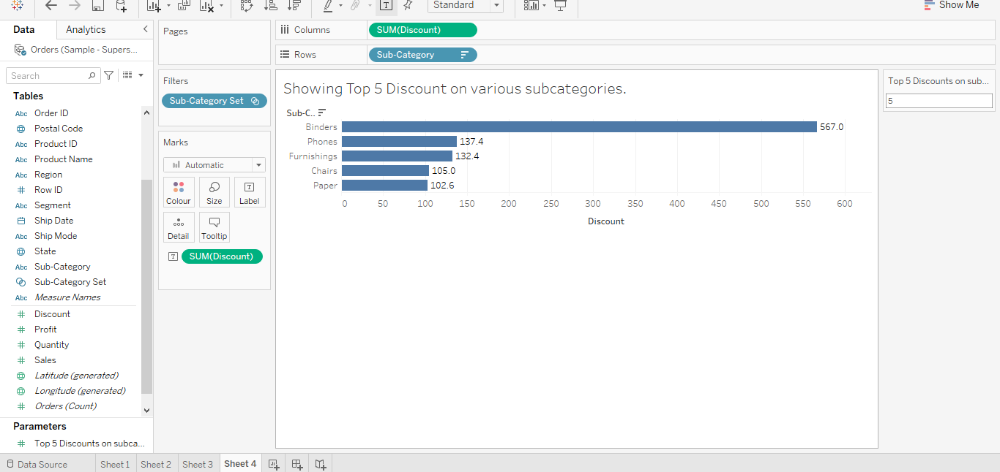 Standard
Show Me
Data
Analytics
Orders (Sample - Supers...
Search
Tables
Abc Order ID
Postal Code
Abc Product ID
Abc Product Name
Abc Region
# Row ID
Abc Segment
Ship Date
Abc Ship Mode
State
Abc Sub-Category
Sub-Category Set
Abc Measure Names
# Discount
# Profit
# Quantity
# Sales
Latitude (generated)
Longitude (generated)
# Orders (Count)
Parameters
# Top 5 Discounts on subca...
Pages
Filters
Sub-Category Set
Marks
Automatic
Colour Size T Label
Detail Tooltip
T SUM(Discount)
Columns SUM(Discount)
Rows Sub-Category
Showing Top 5 Discount on various subcategories.
Sub-C..
Binders 567.0
Phones 137.4
Furnishings 132.4
Chairs 105.0
Paper 102.6
0 50 100 150 200 250 300 350 400 450 500 550 600
Discount
Top 5 Discounts on sub...
5
Data Source Sheet 1 Sheet 2 Sheet 3 Sheet 4